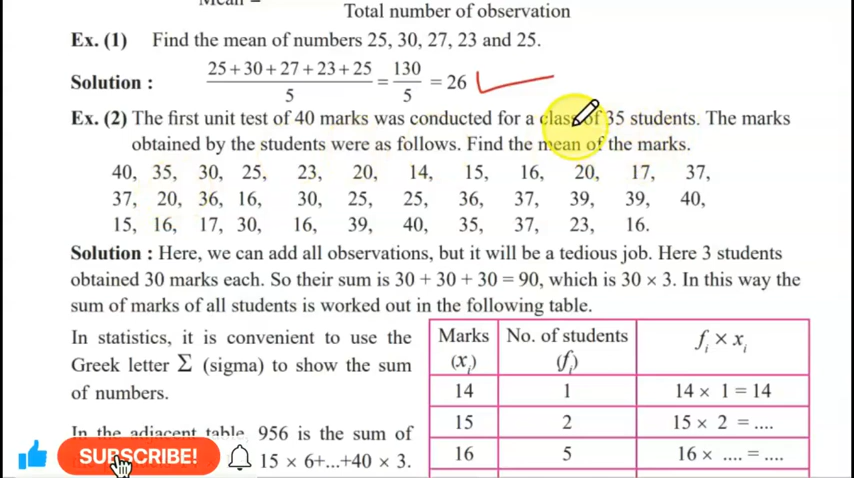 Total number of observation
Ex. (1) Find the mean of numbers 25, 30, 27, 23 and 25.
Solution : (25 + 30 + 27 + 23 + 25)/5 = 130/5 = 26
Ex. (2) The first unit test of 40 marks was conducted for a class of 35 students. The marks
obtained by the students were as follows. Find the mean of the marks.
40, 35, 30, 25, 23, 20, 14, 15, 16, 20, 17, 37,
37, 20, 36, 16, 30, 25, 25, 36, 37, 39, 39, 40,
15, 16, 17, 30, 16, 39, 40, 35, 37, 23, 16.
Solution : Here, we can add all observations, but it will be a tedious job. Here 3 students
obtained 30 marks each. So their sum is 30 + 30 + 30 = 90, which is 30 × 3. In this way the
sum of marks of all students is worked out in the following table.
In statistics, it is convenient to use the
Greek letter Σ (sigma) to show the sum
of numbers.
In the adjacent table, 956 is the sum of
15 × 6+...+40 × 3.
Marks (xᵢ) No. of students (fᵢ) fᵢ × xᵢ
14 1 14 × 1 = 14
15 2 15 × 2 = ....
16 5 16 × .... = ....
SUBSCRIBE!